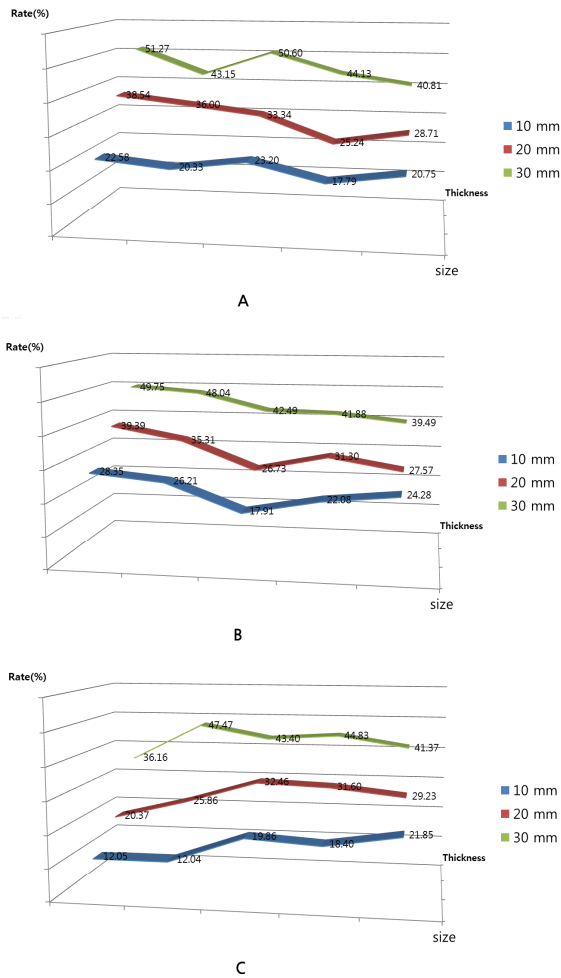 Rate(%)
51.27
43.15
50.60
44.13
40.81
38.54
36.00
33.34
25.24
28.71
22.58
20.33
23.20
17.79
20.75
10 mm
20 mm
30 mm
Thickness
size
A
Rate(%)
49.75
48.04
42.49
41.88
39.49
39.39
35.31
26.73
31.30
27.57
28.35
26.21
17.91
22.08
24.28
10 mm
20 mm
30 mm
Thickness
size
B
Rate(%)
36.16
47.47
43.40
44.83
41.37
20.37
25.86
32.46
31.60
29.23
12.05
12.04
19.86
18.40
21.85
10 mm
20 mm
30 mm
Thickness
size
C